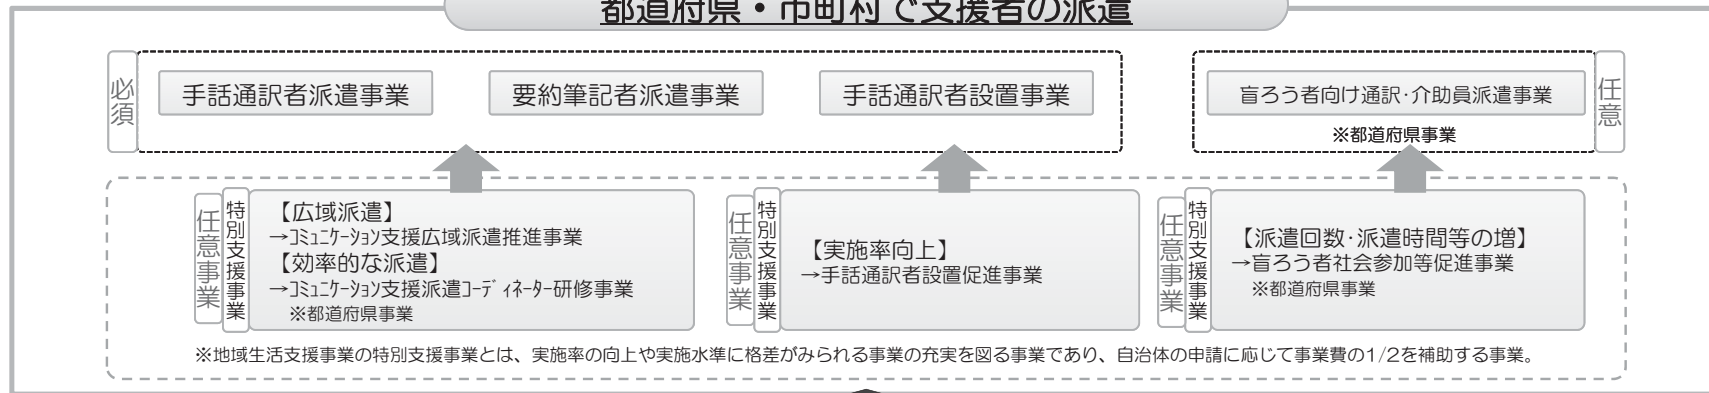 都道府県・市町村で支援者の派遣
必須
手話通訳者派遣事業
要約筆記者派遣事業
手話通訳者設置事業
盲ろう者向け通訳・介助員派遣事業
※都道府県事業
任意
任意事業
特別支援事業
【広域派遣】
→ｺﾐｭﾆｹｰｼｮﾝ支援広域派遣推進事業
【効率的な派遣】
→ｺﾐｭﾆｹｰｼｮﾝ支援派遣ｺｰﾃﾞｨﾈｰﾀｰ研修事業
※都道府県事業
任意事業
特別支援事業
【実施率向上】
→手話通訳者設置促進事業
任意事業
特別支援事業
【派遣回数･派遣時間等の増】
→盲ろう者社会参加等促進事業
※都道府県事業
※地域生活支援事業の特別支援事業とは、実施率の向上や実施水準に格差がみられる事業の充実を図る事業であり、自治体の申請に応じて事業費の1/2を補助する事業。